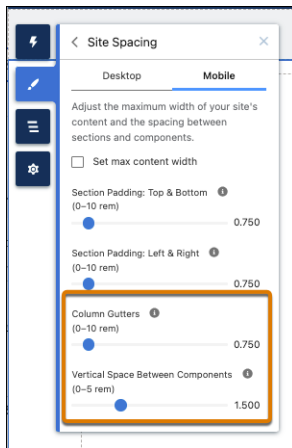 Site Spacing
Desktop
Mobile
Adjust the maximum width of your site's
content and the spacing between
sections and components.
Set max content width
Section Padding: Top & Bottom
(0–10 rem)
0.750
Section Padding: Left & Right
(0–10 rem)
0.750
Column Gutters
(0–10 rem)
0.750
Vertical Space Between Components
(0–5 rem)
1.500